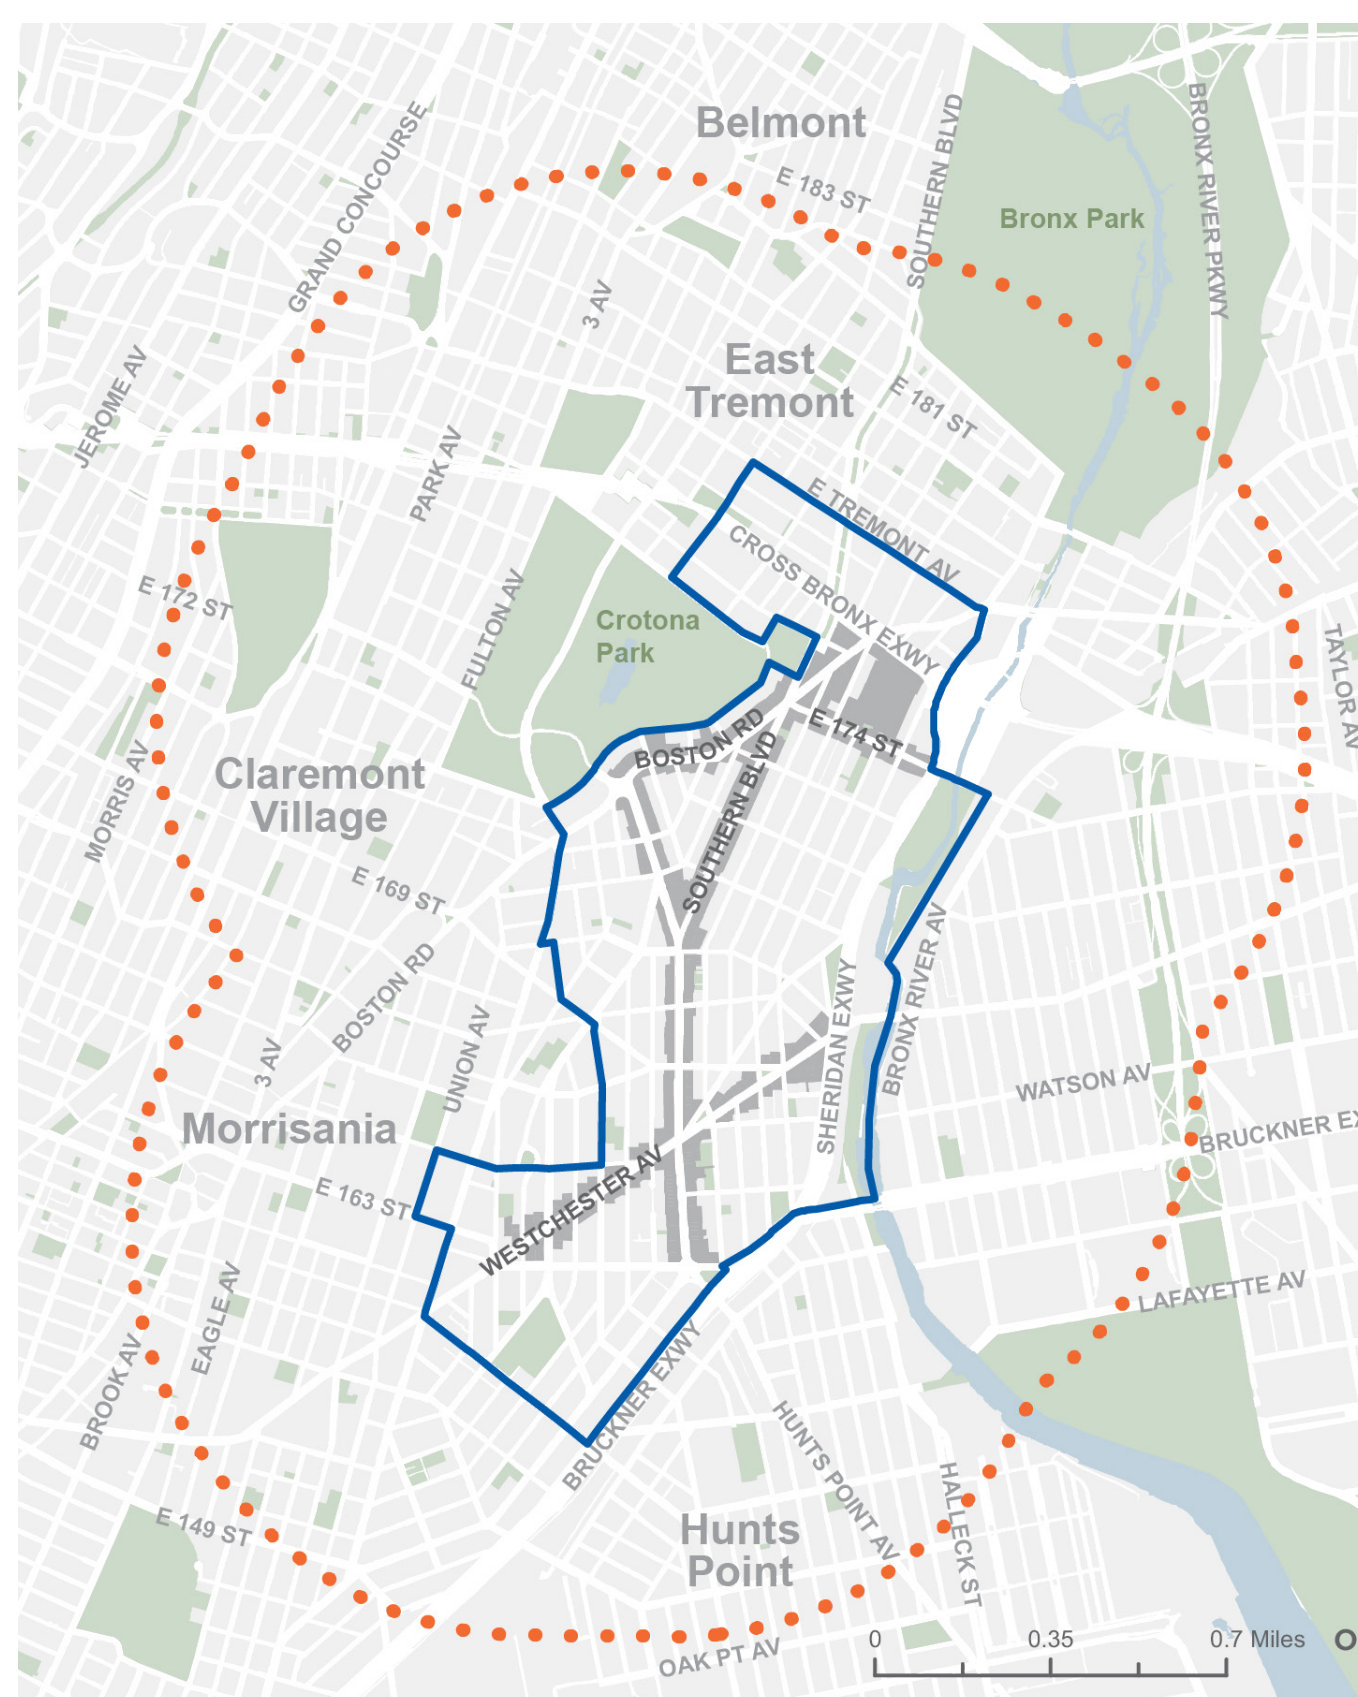 Belmont
E 183 ST
SOUTHERN BLVD
BRONX RIVER PKWY
GRAND CONCOURSE
Bronx Park
3 AV
East
Tremont
E 181 ST
JEROME AV
PARK AV
E TREMONT AV
CROSS BRONX EXWY
E 172 ST
FULTON AV
Crotona
Park
TAYLOR AV
BOSTON RD
E 174 ST
SOUTHERN BLVD
MORRIS AV
Claremont
Village
E 169 ST
BOSTON RD
BRONX RIVER AV
SHERIDAN EXWY
UNION AV
3 AV
WATSON AV
Morrisania
BRUCKNER EX
WESTCHESTER AV
E 163 ST
EAGLE AV
LAFAYETTE AV
BROOK AV
BRUCKNER EXWY
HUNTS POINT AV
HALLECK ST
E 149 ST
Hunts
Point
OAK PT AV
0 0.35 0.7 Miles